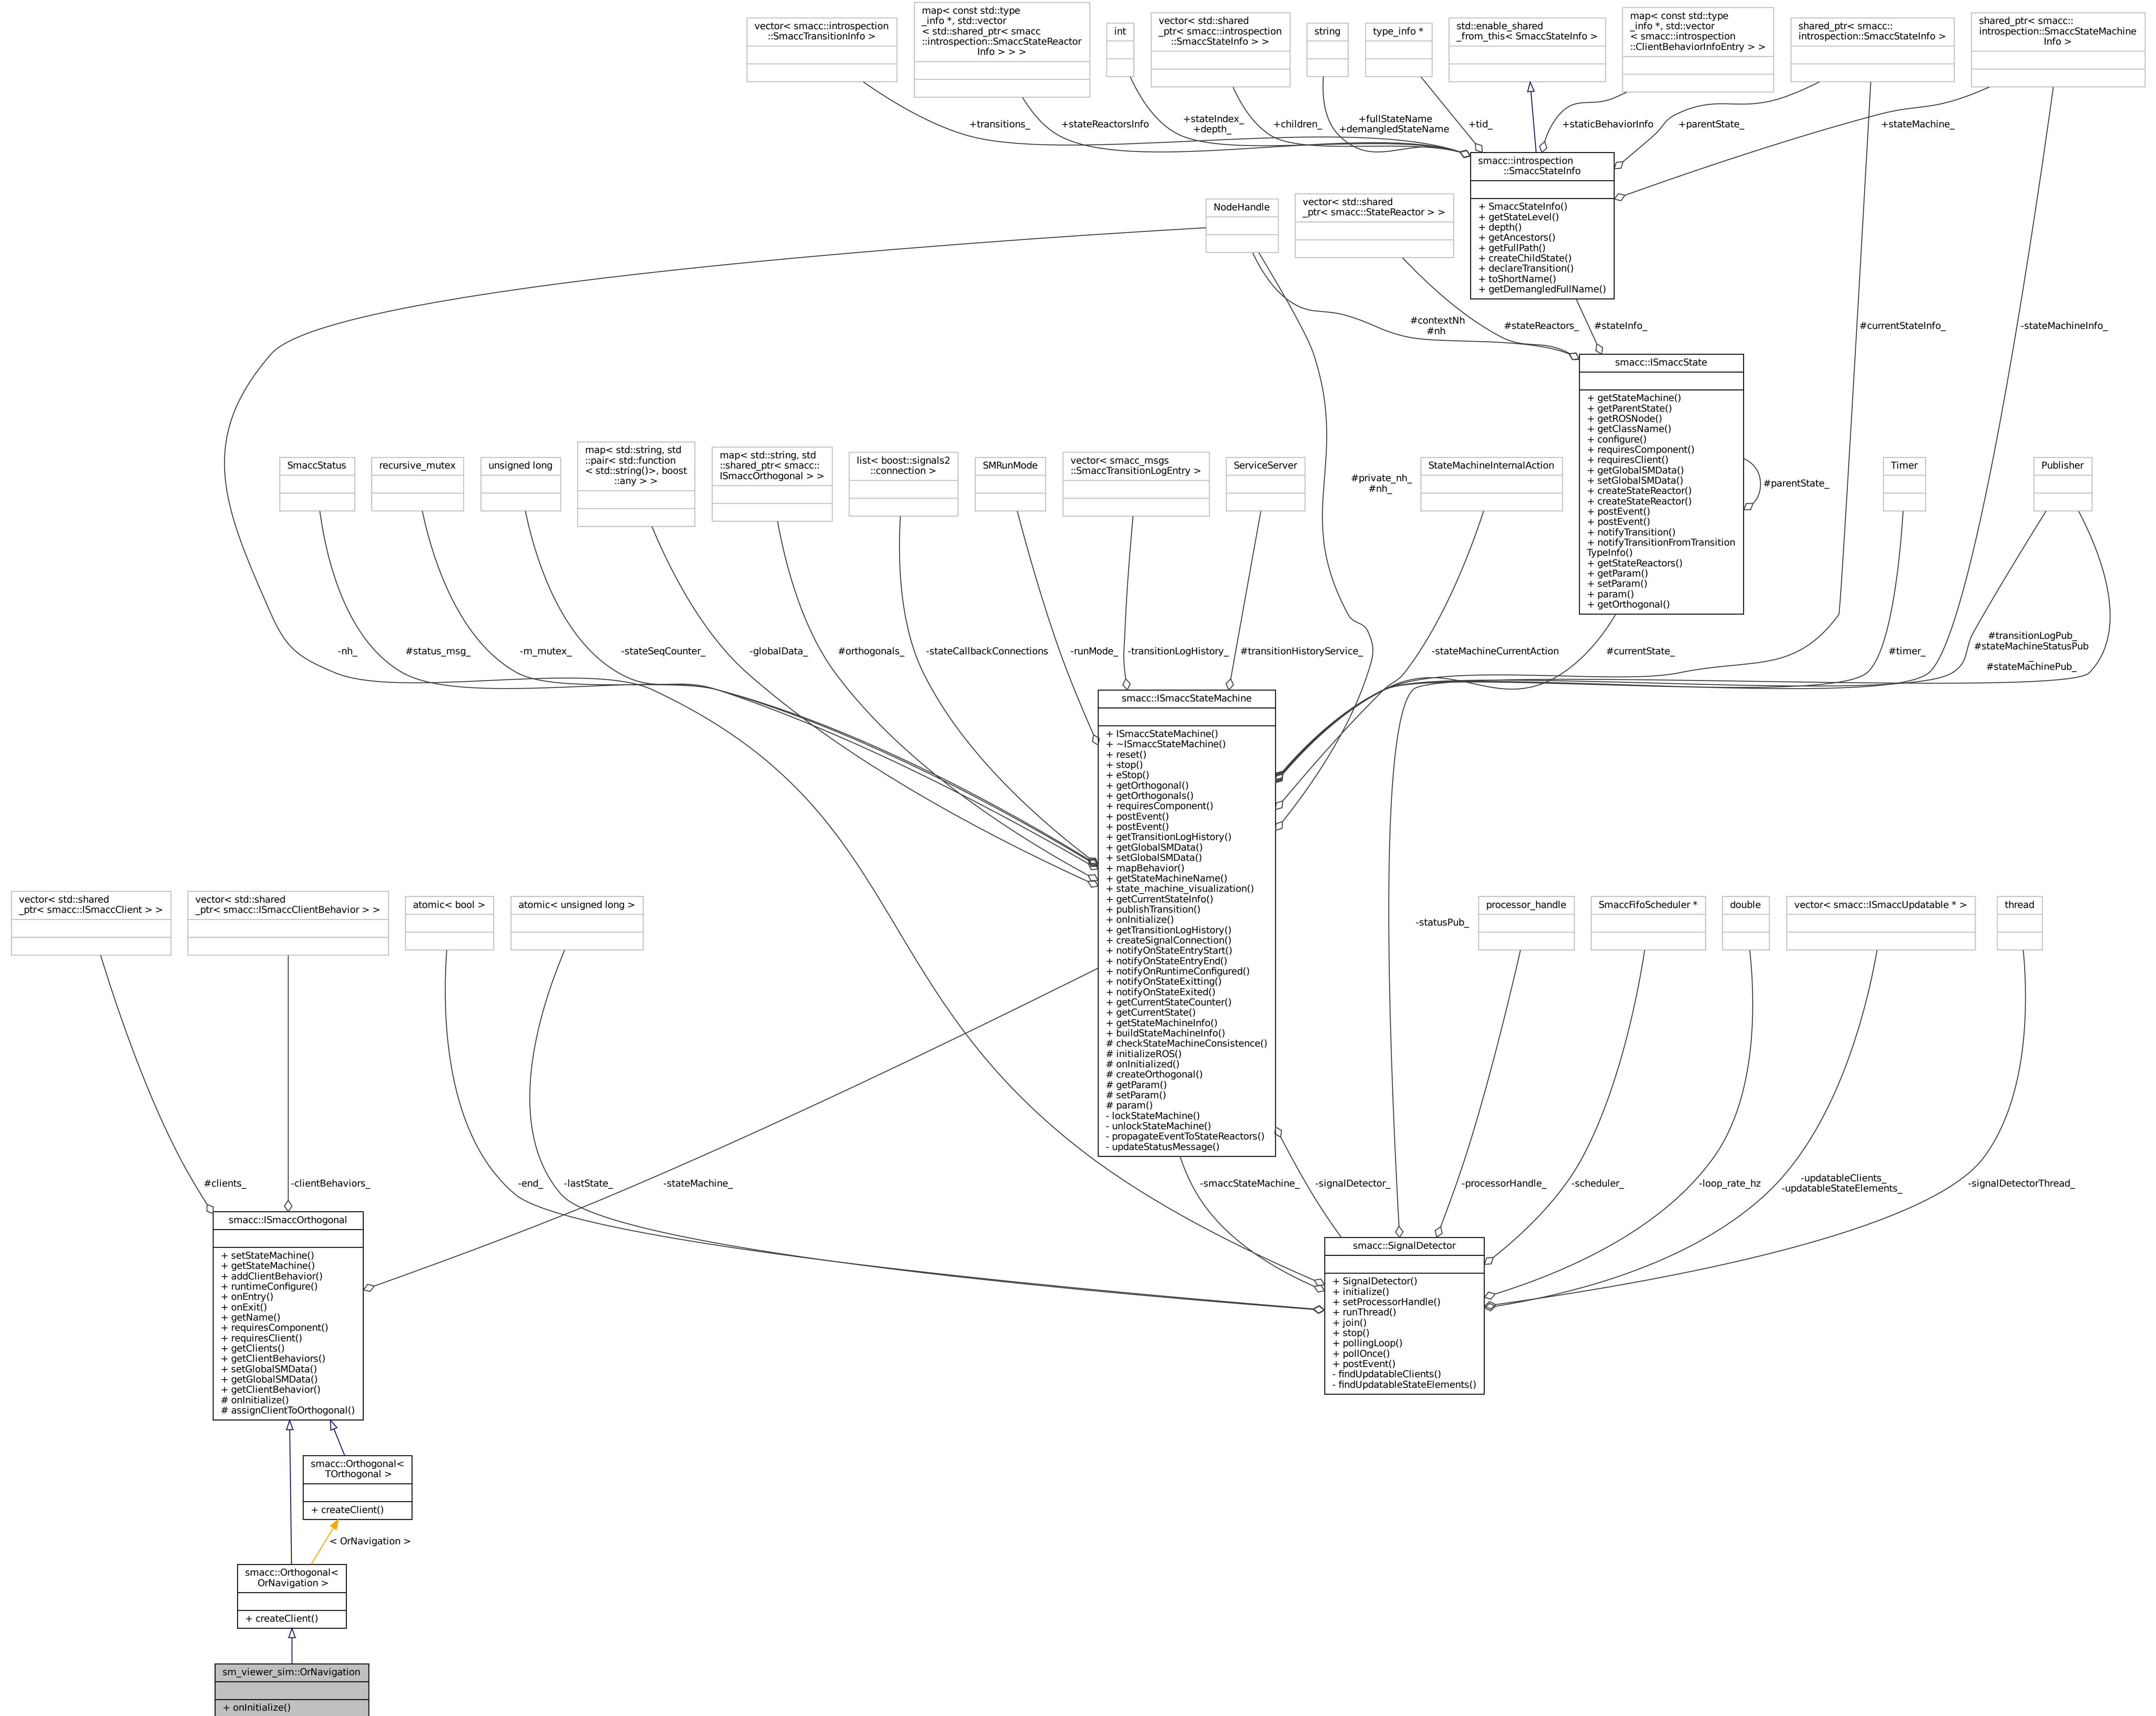 vector< smacc::introspection
::SmaccTransitionInfo >
map< const std::type
_info *, std::vector
< std::shared_ptr< smacc
::introspection::SmaccStateReactor
Info > > >
int
vector< std::shared
_ptr< smacc::introspection
::SmaccStateInfo > >
string
type_info *
std::enable_shared
_from_this< SmaccStateInfo >
map< const std::type
_info *, std::vector
< smacc::introspection
::ClientBehaviorInfoEntry > >
shared_ptr< smacc::
introspection::SmaccStateInfo >
shared_ptr< smacc::
introspection::SmaccStateMachine
Info >
+transitions_
+stateReactorsInfo
+stateIndex_
+depth_
+children_
+fullStateName
+demangledStateName
+tid_
+staticBehaviorInfo
+parentState_
+stateMachine_
smacc::introspection
::SmaccStateInfo
+ SmaccStateInfo()
+ getStateLevel()
+ depth()
+ getAncestors()
+ getFullPath()
+ createChildState()
+ declareTransition()
+ toShortName()
+ getDemangledFullName()
NodeHandle
vector< std::shared
_ptr< smacc::StateReactor > >
#contextNh
#nh
#stateReactors_
#stateInfo_
#currentStateInfo_
-stateMachineInfo_
smacc::ISmaccState
+ getStateMachine()
+ getParentState()
+ getROSNode()
+ getClassName()
+ configure()
+ requiresComponent()
+ requiresClient()
+ getGlobalSMData()
+ setGlobalSMData()
+ createStateReactor()
+ createStateReactor()
+ postEvent()
+ postEvent()
+ notifyTransition()
+ notifyTransitionFromTransition
TypeInfo()
+ getStateReactors()
+ getParam()
+ setParam()
+ param()
+ getOrthogonal()
#parentState_
SmaccStatus
recursive_mutex
unsigned long
map< std::string, std
::pair< std::function
< std::string()>, boost
::any > >
map< std::string, std
::shared_ptr< smacc::
ISmaccOrthogonal > >
list< boost::signals2
::connection >
SMRunMode
vector< smacc_msgs
::SmaccTransitionLogEntry >
ServiceServer
#private_nh_
#nh_
StateMachineInternalAction
Timer
Publisher
-nh_
#status_msg_
-m_mutex_
-stateSeqCounter_
-globalData_
#orthogonals_
-stateCallbackConnections
-runMode_
-transitionLogHistory_
#transitionHistoryService_
-stateMachineCurrentAction
#currentState_
#timer_
#transitionLogPub_
#stateMachineStatusPub
_
#stateMachinePub_
smacc::ISmaccStateMachine
+ ISmaccStateMachine()
+ ~ISmaccStateMachine()
+ reset()
+ stop()
+ eStop()
+ getOrthogonal()
+ getOrthogonals()
+ requiresComponent()
+ postEvent()
+ postEvent()
+ getTransitionLogHistory()
+ getGlobalSMData()
+ setGlobalSMData()
+ mapBehavior()
+ getStateMachineName()
+ state_machine_visualization()
+ getCurrentStateInfo()
+ publishTransition()
+ onInitialize()
+ getTransitionLogHistory()
+ createSignalConnection()
+ notifyOnStateEntryStart()
+ notifyOnStateEntryEnd()
+ notifyOnRuntimeConfigured()
+ notifyOnStateExitting()
+ notifyOnStateExited()
+ getCurrentStateCounter()
+ getCurrentState()
+ getStateMachineInfo()
+ buildStateMachineInfo()
# checkStateMachineConsistence()
# initializeROS()
# onInitialized()
# createOrthogonal()
# getParam()
# setParam()
# param()
- lockStateMachine()
- unlockStateMachine()
- propagateEventToStateReactors()
- updateStatusMessage()
vector< std::shared
_ptr< smacc::ISmaccClient > >
vector< std::shared
_ptr< smacc::ISmaccClientBehavior > >
atomic< bool >
atomic< unsigned long >
-statusPub_
processor_handle
SmaccFifoScheduler *
double
vector< smacc::ISmaccUpdatable * >
thread
#clients_
-clientBehaviors_
-end_
-lastState_
-stateMachine_
-smaccStateMachine_
-signalDetector_
-processorHandle_
-scheduler_
-loop_rate_hz
-updatableClients_
-updatableStateElements_
-signalDetectorThread_
smacc::ISmaccOrthogonal
+ setStateMachine()
+ getStateMachine()
+ addClientBehavior()
+ runtimeConfigure()
+ onEntry()
+ onExit()
+ getName()
+ requiresComponent()
+ requiresClient()
+ getClients()
+ getClientBehaviors()
+ setGlobalSMData()
+ getGlobalSMData()
+ getClientBehavior()
# onInitialize()
# assignClientToOrthogonal()
smacc::SignalDetector
+ SignalDetector()
+ initialize()
+ setProcessorHandle()
+ runThread()
+ join()
+ stop()
+ pollingLoop()
+ pollOnce()
+ postEvent()
- findUpdatableClients()
- findUpdatableStateElements()
smacc::Orthogonal<
TOrthogonal >
+ createClient()
< OrNavigation >
smacc::Orthogonal<
OrNavigation >
+ createClient()
sm_viewer_sim::OrNavigation
+ onInitialize()